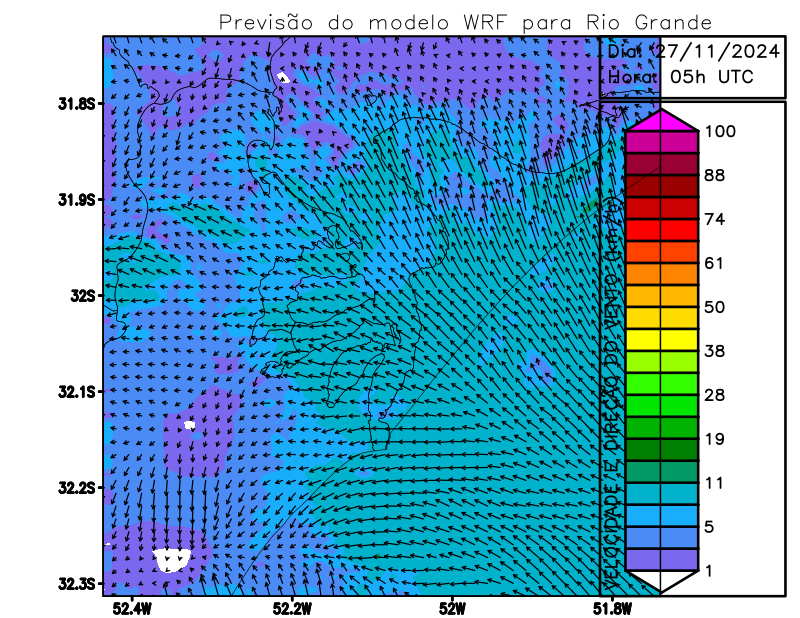 Previsão do modelo WRF para Rio Grande
Dia: 27/11/2024
Hora: 05h UTC
31.8S
31.9S
32S
32.1S
32.2S
32.3S
52.4W
52.2W
52W
51.8W
VELOCIDADE E DIREÇÃO DO VENTO (km/h)
100
88
74
61
50
38
28
19
11
5
1